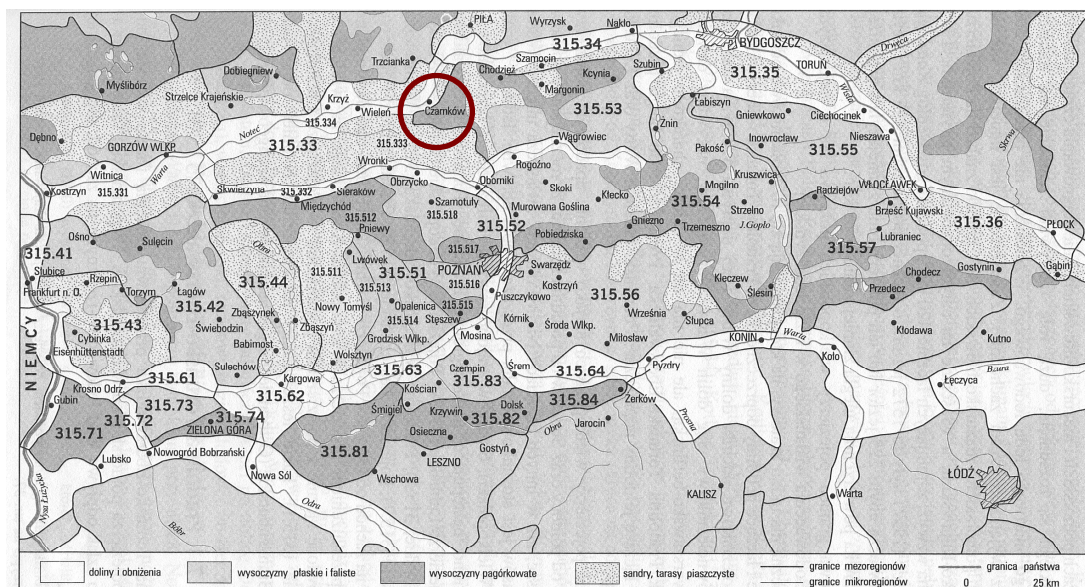 PIŁA
Wyrzysk
Nakło
BYDGOSZCZ
315.34
Trzcianka
Szamocin
Drwęca
Dobiegniew
Chodzież
Kcynia
Szubin
315.35
TORUŃ
Myślibórz
Margonin
Strzelce Krajeńskie
Krzyż
Wieleń
Czarnków
315.53
Łabiszyn
Wisła
Gniewkowo
Ciechocinek
315.334
Noteć
Żnin
Nieszawa
Dębno
315.33
315.333
Wągrowiec
Inowrocław
315.55
Skrwa
GORZÓW WLKP.
Wronki
Rogoźno
Pakość
Witnica
Warta
Obrzycko
Oborniki
Kruszwica
Kostrzyn
315.331
Skwierzyna
315.332
Sieraków
Skoki
Kłecko
Mogilno
Radziejów
WŁOCŁAWEK
Międzychód
Szamotuły
315.54
Strzelno
Brześć Kujawski
315.518
Murowana Goślina
315.36
315.512
315.52
Gniezno
Trzemeszno
J.Gopło
Lubraniec
PŁOCK
Ośno
Sulęcin
Obra
Pniewy
Pobiedziska
315.57
315.41
315.517
Lwówek
Słubice
Rzepin
315.511
315.51
POZNAŃ
Swarzędz
Gostynin
Frankfurt n. O.
Torzym
Łagów
315.44
315.513
315.516
Kostrzyń
Kleczew
Ślesin
Chodecz
Gąbin
315.42
Nowy Tomyśl
Opalenica
Puszczykowo
315.56
Przedecz
315.43
Zbąszynek
315.515
Września
Cybinka
Świebodzin
Zbąszyń
315.514
Stęszew
Kórnik
Środa Wlkp.
Słupca
Kłodawa
NIEMCY
Grodzisk Wlkp.
Mosina
Miłosław
KONIN
Warta
Kutno
Eisenhüttenstadt
Babimost
Wolsztyn
Koło
Sulechów
315.63
Czempiń
Śrem
Pyzdry
Krosno Odrz.
315.61
Kargowa
315.83
315.64
Bzura
Gubin
315.62
Kościan
Łęczyca
315.73
Śmigiel
Dolsk
315.84
Żerków
315.72
315.74
Krzywin
315.82
Prosna
315.71
ZIELONA GÓRA
Osieczna
Obra
Jarocin
315.81
Lubsko
Nowogród Bobrzański
Gostyń
LESZNO
Nowa Sól
Wschowa
ŁÓDŹ
Nysa Łużycka
KALISZ
Odra
Warta
Bóbr
doliny i obniżenia
wysoczyzny płaskie i faliste
wysoczyzny pagórkowate
sandry, tarasy piaszczyste
granice mezoregionów
granice mikroregionów
granica państwa
0 25 km